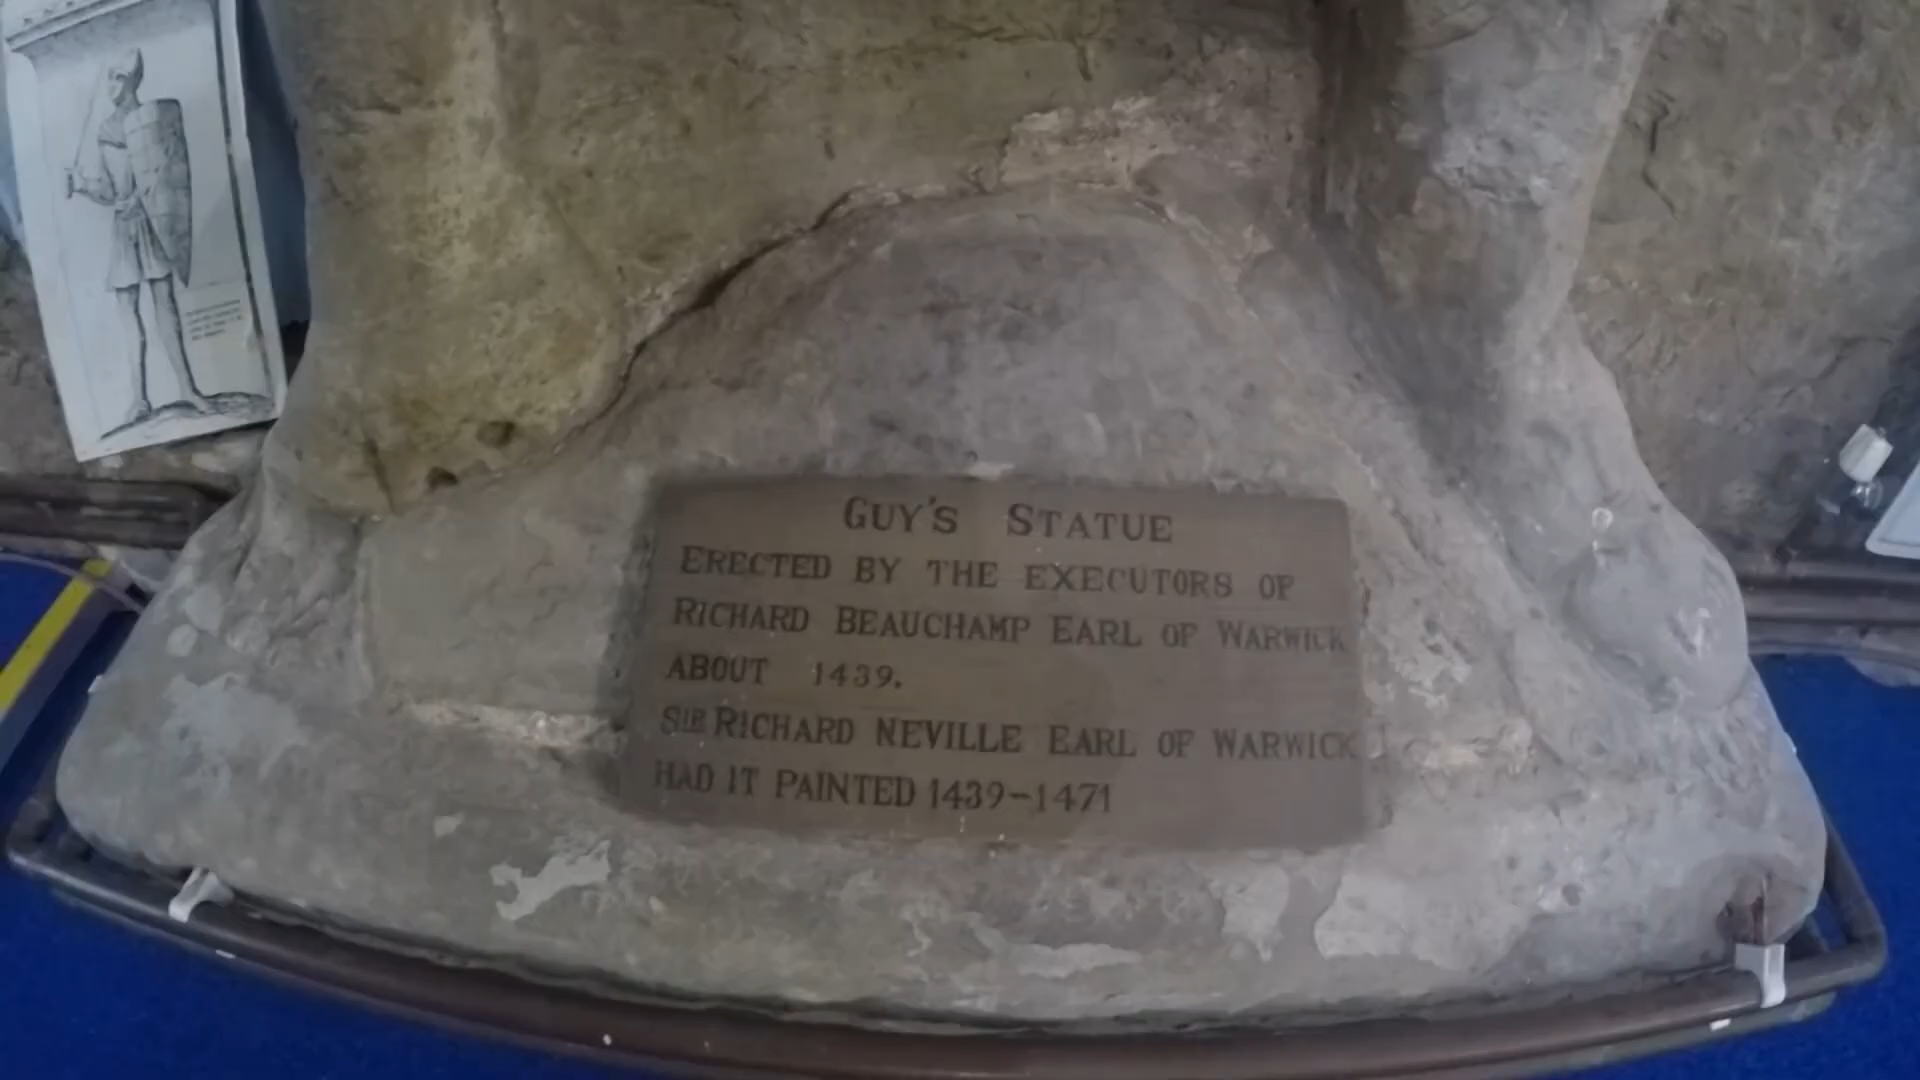 GUY'S STATUE
ERECTED BY THE EXECUTORS OF
RICHARD BEAUCHAMP EARL OF WARWICK
ABOUT 1439.
SIR RICHARD NEVILLE EARL OF WARWICK
HAD IT PAINTED 1439-1471